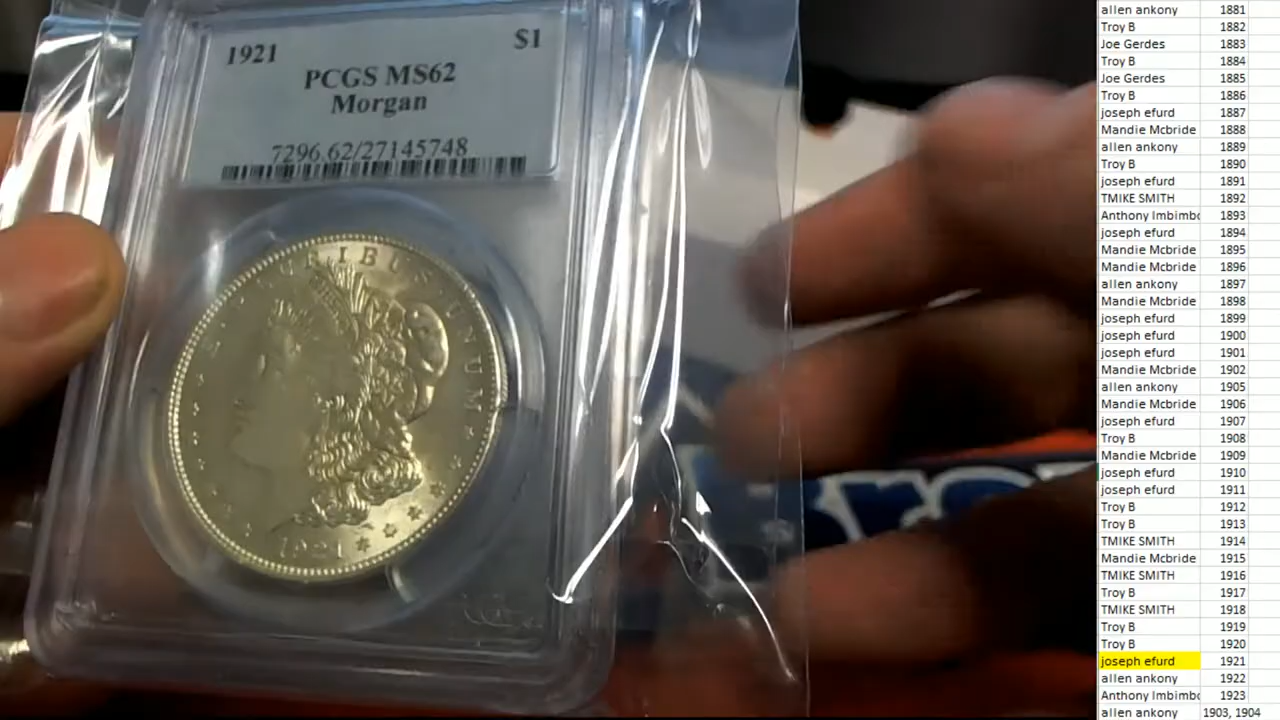 1921 $1
PCGS MS62
Morgan
7296.62/27145748
1921
allen ankony 1881
Troy B 1882
Joe Gerdes 1883
Troy B 1884
Joe Gerdes 1885
Troy B 1886
joseph efurd 1887
Mandie Mcbride 1888
allen ankony 1889
Troy B 1890
joseph efurd 1891
TMIKE SMITH 1892
Anthony Imbimbo 1893
joseph efurd 1894
Mandie Mcbride 1895
Mandie Mcbride 1896
allen ankony 1897
Mandie Mcbride 1898
joseph efurd 1899
joseph efurd 1900
joseph efurd 1901
Mandie Mcbride 1902
allen ankony 1905
Mandie Mcbride 1906
joseph efurd 1907
Troy B 1908
Mandie Mcbride 1909
joseph efurd 1910
joseph efurd 1911
Troy B 1912
Troy B 1913
TMIKE SMITH 1914
Mandie Mcbride 1915
TMIKE SMITH 1916
Troy B 1917
TMIKE SMITH 1918
Troy B 1919
Troy B 1920
joseph efurd 1921
allen ankony 1922
Anthony Imbimbo 1923
allen ankony 1903, 1904